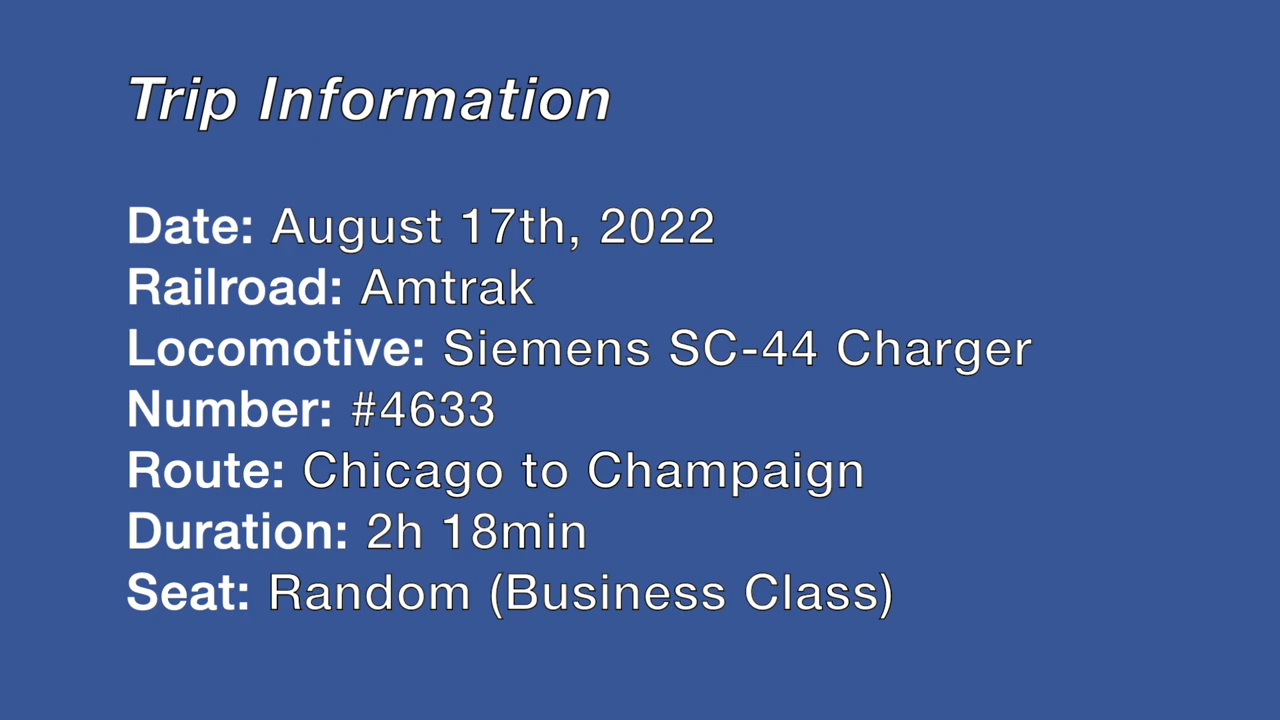 Trip Information
Date: August 17th, 2022
Railroad: Amtrak
Locomotive: Siemens SC-44 Charger
Number: #4633
Route: Chicago to Champaign
Duration: 2h 18min
Seat: Random (Business Class)